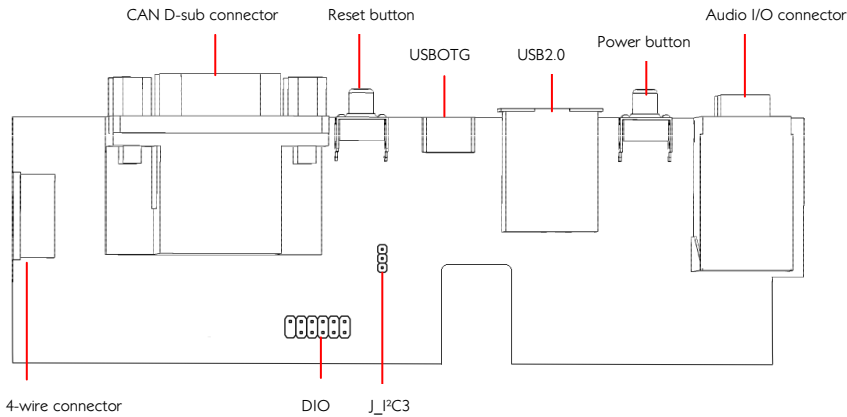 CAN D-sub connector
Reset button
USBOTG
USB2.0
Power button
Audio I/O connector
4-wire connector
DIO
J_I²C3